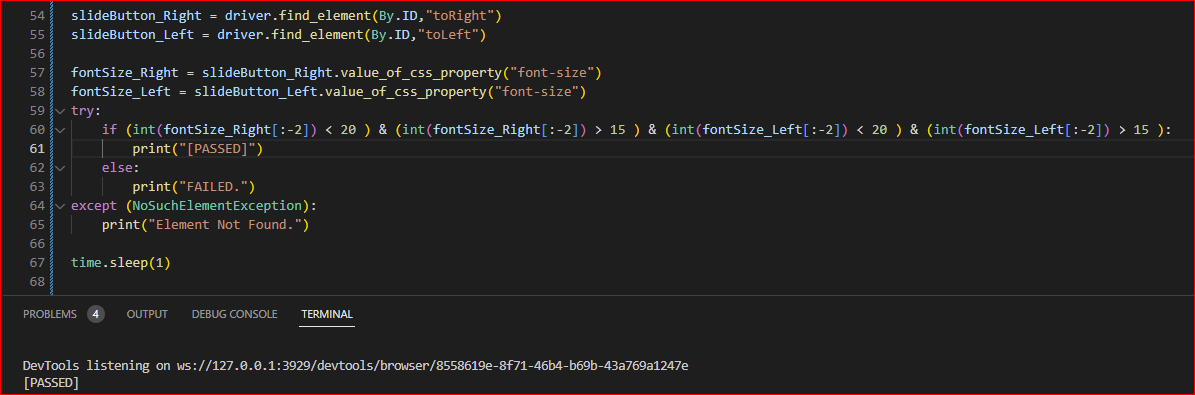 54 slideButton_Right = driver.find_element(By.ID,"toRight")
55 slideButton_Left = driver.find_element(By.ID,"toLeft")
56
57 fontSize_Right = slideButton_Right.value_of_css_property("font-size")
58 fontSize_Left = slideButton_Left.value_of_css_property("font-size")
59 try:
60 if (int(fontSize_Right[:-2]) < 20 ) & (int(fontSize_Right[:-2]) > 15 ) & (int(fontSize_Left[:-2]) < 20 ) & (int(fontSize_Left[:-2]) > 15 ):
61 print("[PASSED]")
62 else:
63 print("FAILED.")
64 except (NoSuchElementException):
65 print("Element Not Found.")
66
67 time.sleep(1)
68
PROBLEMS 4 OUTPUT DEBUG CONSOLE TERMINAL
DevTools listening on ws://127.0.0.1:3929/devtools/browser/8558619e-8f71-46b4-b69b-43a769a1247e
[PASSED]